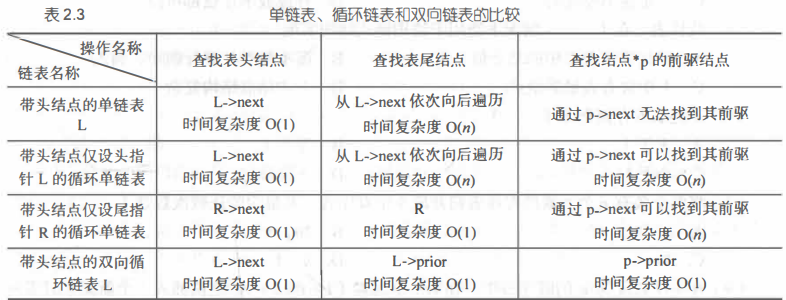 表 2.3
单链表、循环链表和双向链表的比较
操作名称
链表名称
查找表头结点
查找表尾结点
查找结点*p的前驱结点
带头结点的单链表
L
L->next
时间复杂度 O(1)
从 L->next 依次向后遍历
时间复杂度 O(n)
通过 p->next 无法找到其前驱
带头结点仅设头指
针 L 的循环单链表
L->next
时间复杂度 O(1)
从 L->next 依次向后遍历
时间复杂度 O(n)
通过 p->next 可以找到其前驱
时间复杂度 O(n)
带头结点仅设尾指
针 R 的循环单链表
R->next
时间复杂度 O(1)
R
时间复杂度 O(1)
通过 p->next 可以找到其前驱
时间复杂度 O(n)
带头结点的双向循
环链表 L
L->next
时间复杂度 O(1)
L->prior
时间复杂度 O(1)
p->prior
时间复杂度 O(1)